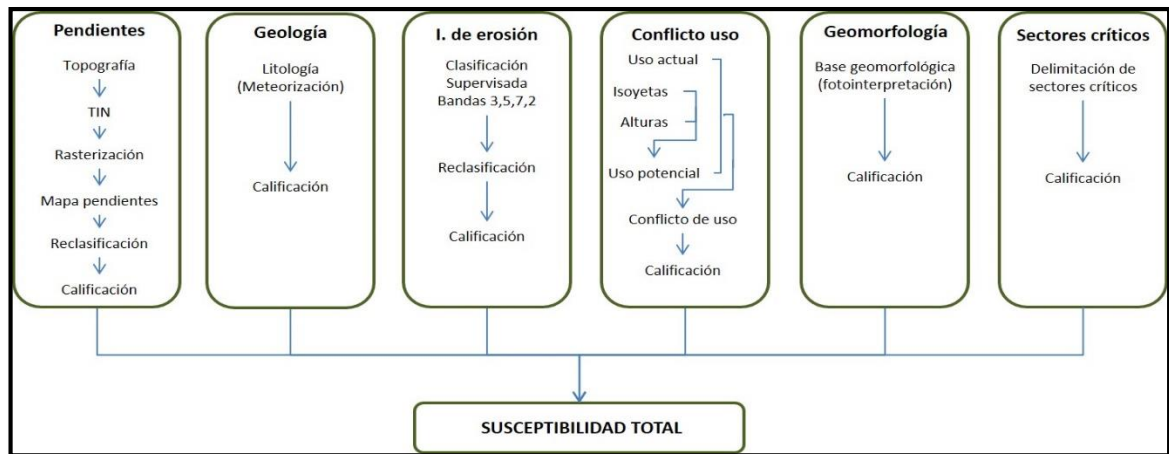 Pendientes
Topografía
TIN
Rasterización
Mapa pendientes
Reclasificación
Calificación
Geología
Litología
(Meteorización)
Calificación
I. de erosión
Clasificación
Supervisada
Bandas 3,5,7,2
Reclasificación
Calificación
Conflicto uso
Uso actual
Isoyetas
Alturas
Uso potencial
Conflicto de uso
Calificación
Geomorfología
Base geomorfológica
(fotointerpretación)
Calificación
Sectores críticos
Delimitación de
sectores críticos
Calificación
SUSCEPTIBILIDAD TOTAL